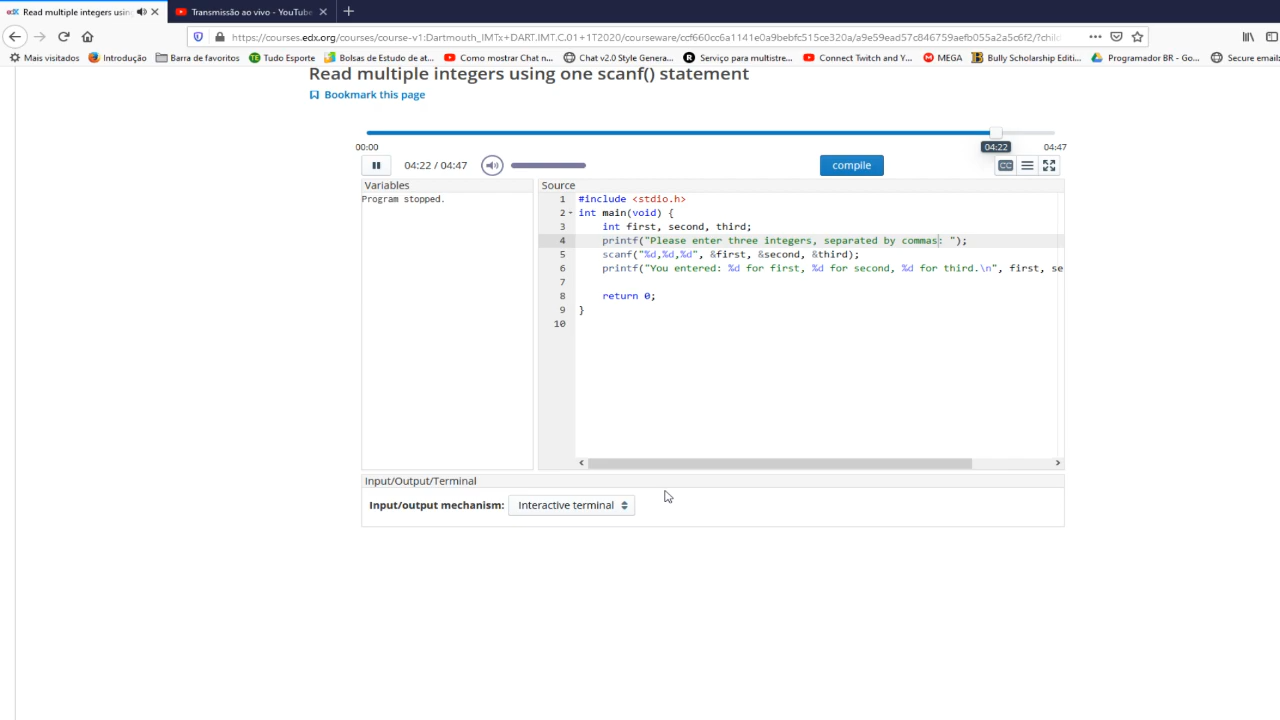 Read multiple integers usin
Transmissão ao vivo - YouTube
https://courses.edx.org/courses/course-v1:Dartmouth_IMTx+DART.IMT.C.01+1T2020/courseware/ccf660cc6a1141e0a9bebfc515ce320a/a9e59ead57c846759aefb055a2a5c6f2/?chil
Mais visitados Introdução Barra de favoritos TE Tudo Esporte Bolsas de Estudo de at... Como mostrar Chat n... Chat v2.0 Style Genera... R Serviço para multistre... Connect Twitch and Y... MEGA B Bully Scholarship Editi... Programador BR - Go... Secure email:
Read multiple integers using one scanf() statement
Bookmark this page
00:00 04:22 04:47
04:22 / 04:47 compile CC
Variables
Program stopped.
Source
1 #include <stdio.h>
2 int main(void) {
3 int first, second, third;
4 printf("Please enter three integers, separated by commas: ");
5 scanf("%d,%d,%d", &first, &second, &third);
6 printf("You entered: %d for first, %d for second, %d for third.\n", first, se
7
8 return 0;
9 }
10
Input/Output/Terminal
Input/output mechanism: Interactive terminal